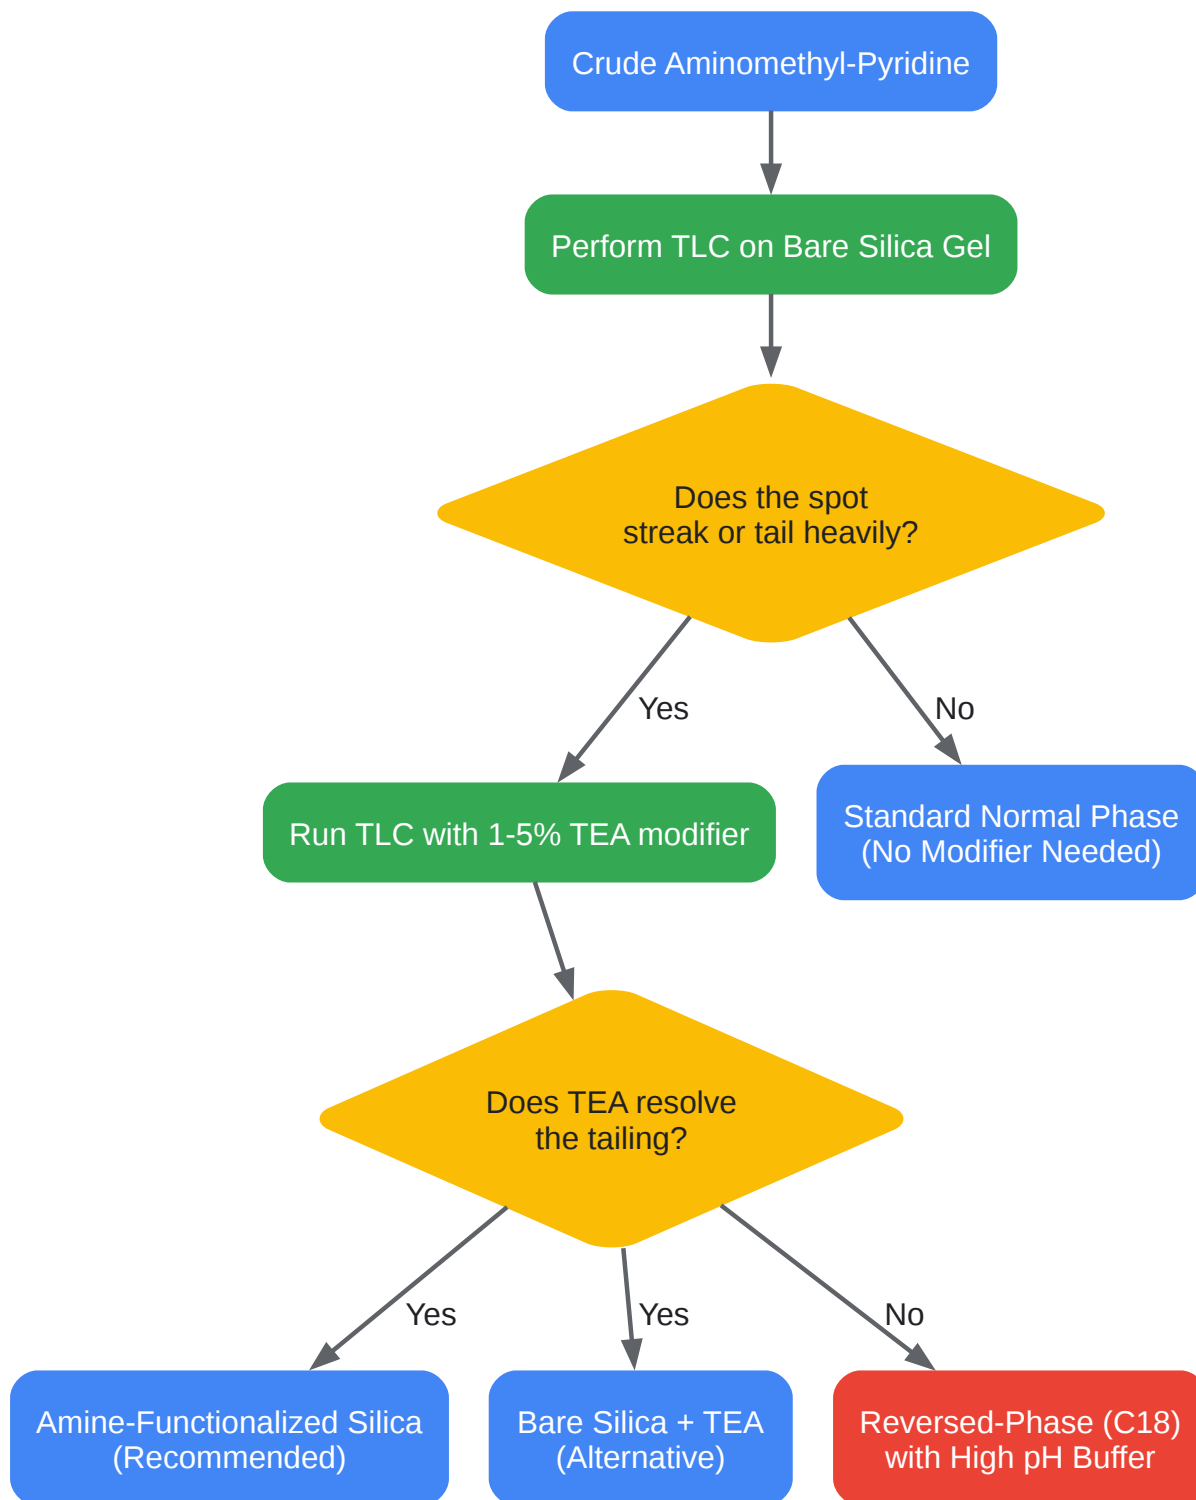 Crude Aminomethyl-Pyridine
Perform TLC on Bare Silica Gel
Does the spot
streak or tail heavily?
Yes
No
Run TLC with 1-5% TEA modifier
Standard Normal Phase
(No Modifier Needed)
Does TEA resolve
the tailing?
Yes
Yes
No
Amine-Functionalized Silica
(Recommended)
Bare Silica + TEA
(Alternative)
Reversed-Phase (C18)
with High pH Buffer